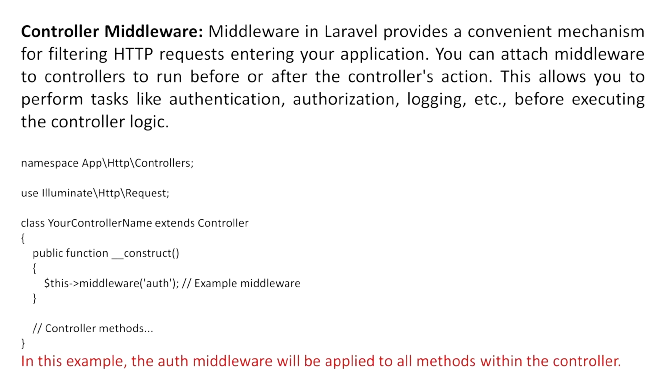 Controller Middleware: Middleware in Laravel provides a convenient mechanism
for filtering HTTP requests entering your application. You can attach middleware
to controllers to run before or after the controller's action. This allows you to
perform tasks like authentication, authorization, logging, etc., before executing
the controller logic.
namespace App\Http\Controllers;
use Illuminate\Http\Request;
class YourControllerName extends Controller
{
public function __construct()
{
$this->middleware('auth'); // Example middleware
}
// Controller methods...
}
In this example, the auth middleware will be applied to all methods within the controller.